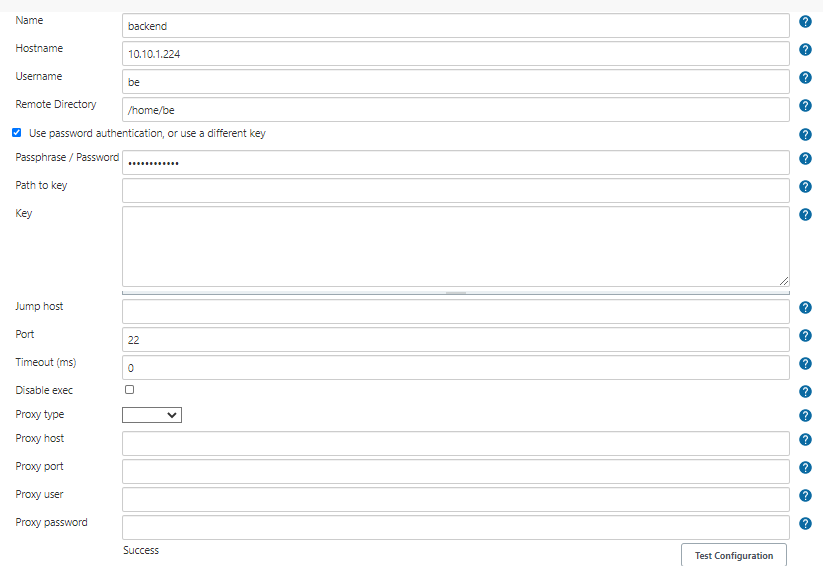 Name
backend
Hostname
10.10.1.224
Username
be
Remote Directory
/home/be
Use password authentication, or use a different key
Passphrase / Password
••••••••••••
Path to key
Key
Jump host
Port
22
Timeout (ms)
0
Disable exec
Proxy type
Proxy host
Proxy port
Proxy user
Proxy password
Success
Test Configuration